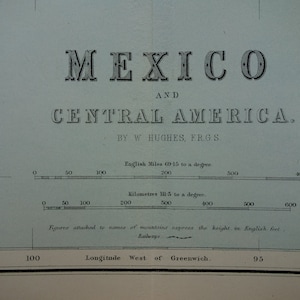 MEXICO
AND
CENTRAL AMERICA.
BY W. HUGHES, F.R.G.S.
English Miles 69·15 to a degree.
0 50 100 200 300 4
Kilometres 111·3 to a degree.
0 50 100 200 300 400 500 600
Figures attached to names of mountains express the height in English feet
Railways
100 Longitude West of Greenwich. 95